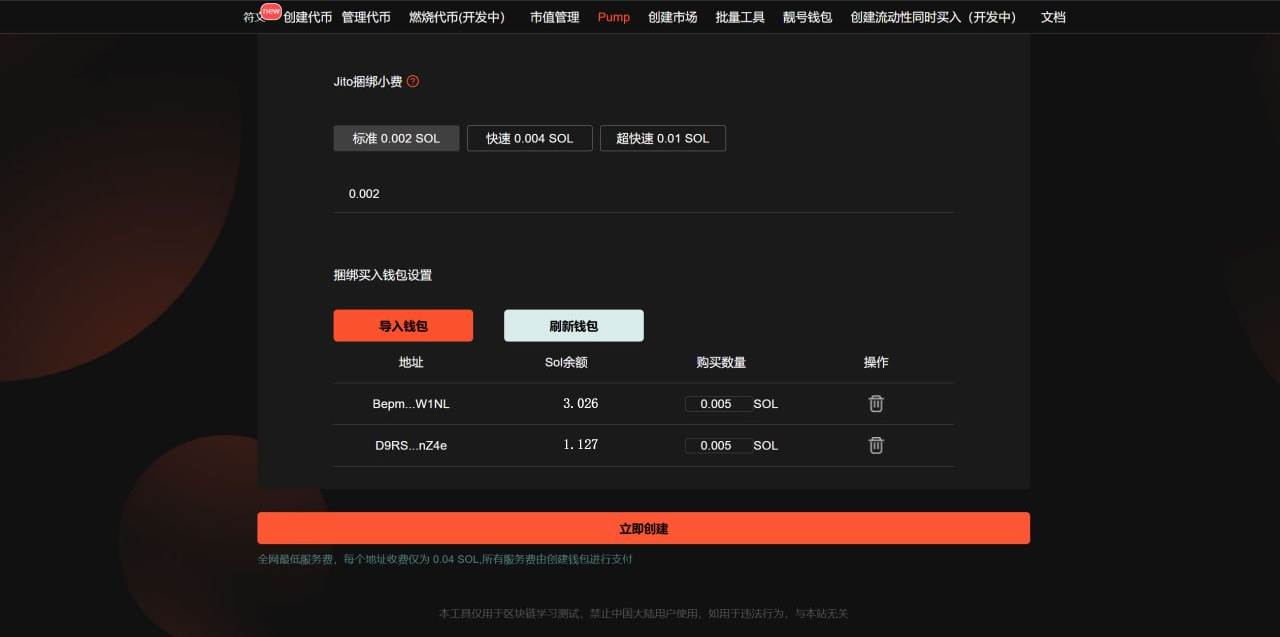 符文 new 创建代币 管理代币 燃烧代币(开发中) 市值管理 Pump 创建市场 批量工具 靓号钱包 创建流动性同时买入（开发中） 文档
Jito捆绑小费 ?
标准 0.002 SOL 快速 0.004 SOL 超快速 0.01 SOL
0.002
捆绑买入钱包设置
导入钱包 刷新钱包
地址 Sol余额 购买数量 操作
Bepm...W1NL 3.026 0.005 SOL
D9RS...nZ4e 1.127 0.005 SOL
立即创建
全网最低服务费，每个地址收费仅为 0.04 SOL,所有服务费由创建钱包进行支付
本工具仅用于区块链学习测试，禁止中国大陆用户使用，如用于违法行为，与本站无关